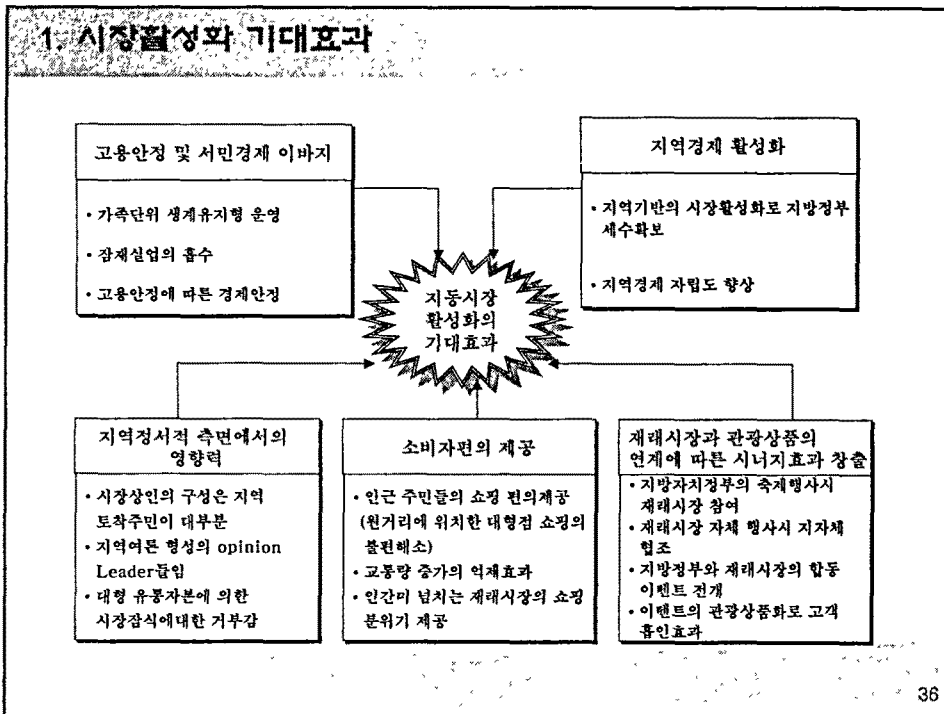 1. 시장활성화 기대효과
고용안정 및 서민경제 이바지
• 가족단위 생계유지형 운영
• 잠재실업의 흡수
• 고용안정에 따른 경제안정
지역경제 활성화
• 지역기반의 시장활성화로 지방정부
세수확보
• 지역경제 자립도 향상
지동시장
활성화의
기대효과
지역정서적 측면에서의
영향력
• 시장상인의 구성은 지역
토착주민이 대부분
• 지역여론 형성의 opinion
Leader들임
• 대형 유통자본에 의한
시장잠식에대한 거부감
소비자편의 제공
• 인근 주민들의 쇼핑 편의제공
(원거리에 위치한 대형점 쇼핑의
불편해소)
• 교통량 증가의 억제효과
• 인간미 넘치는 재래시장의 쇼핑
분위기 제공
재래시장과 관광상품의
연계에 따른 시너지효과 창출
• 지방자치정부의 축제행사시
재래시장 참여
• 재래시장 자체 행사시 지자체
협조
• 지방정부와 재래시장의 합동
이벤트 전개
• 이벤트의 관광상품화로 고객
흡인효과
36